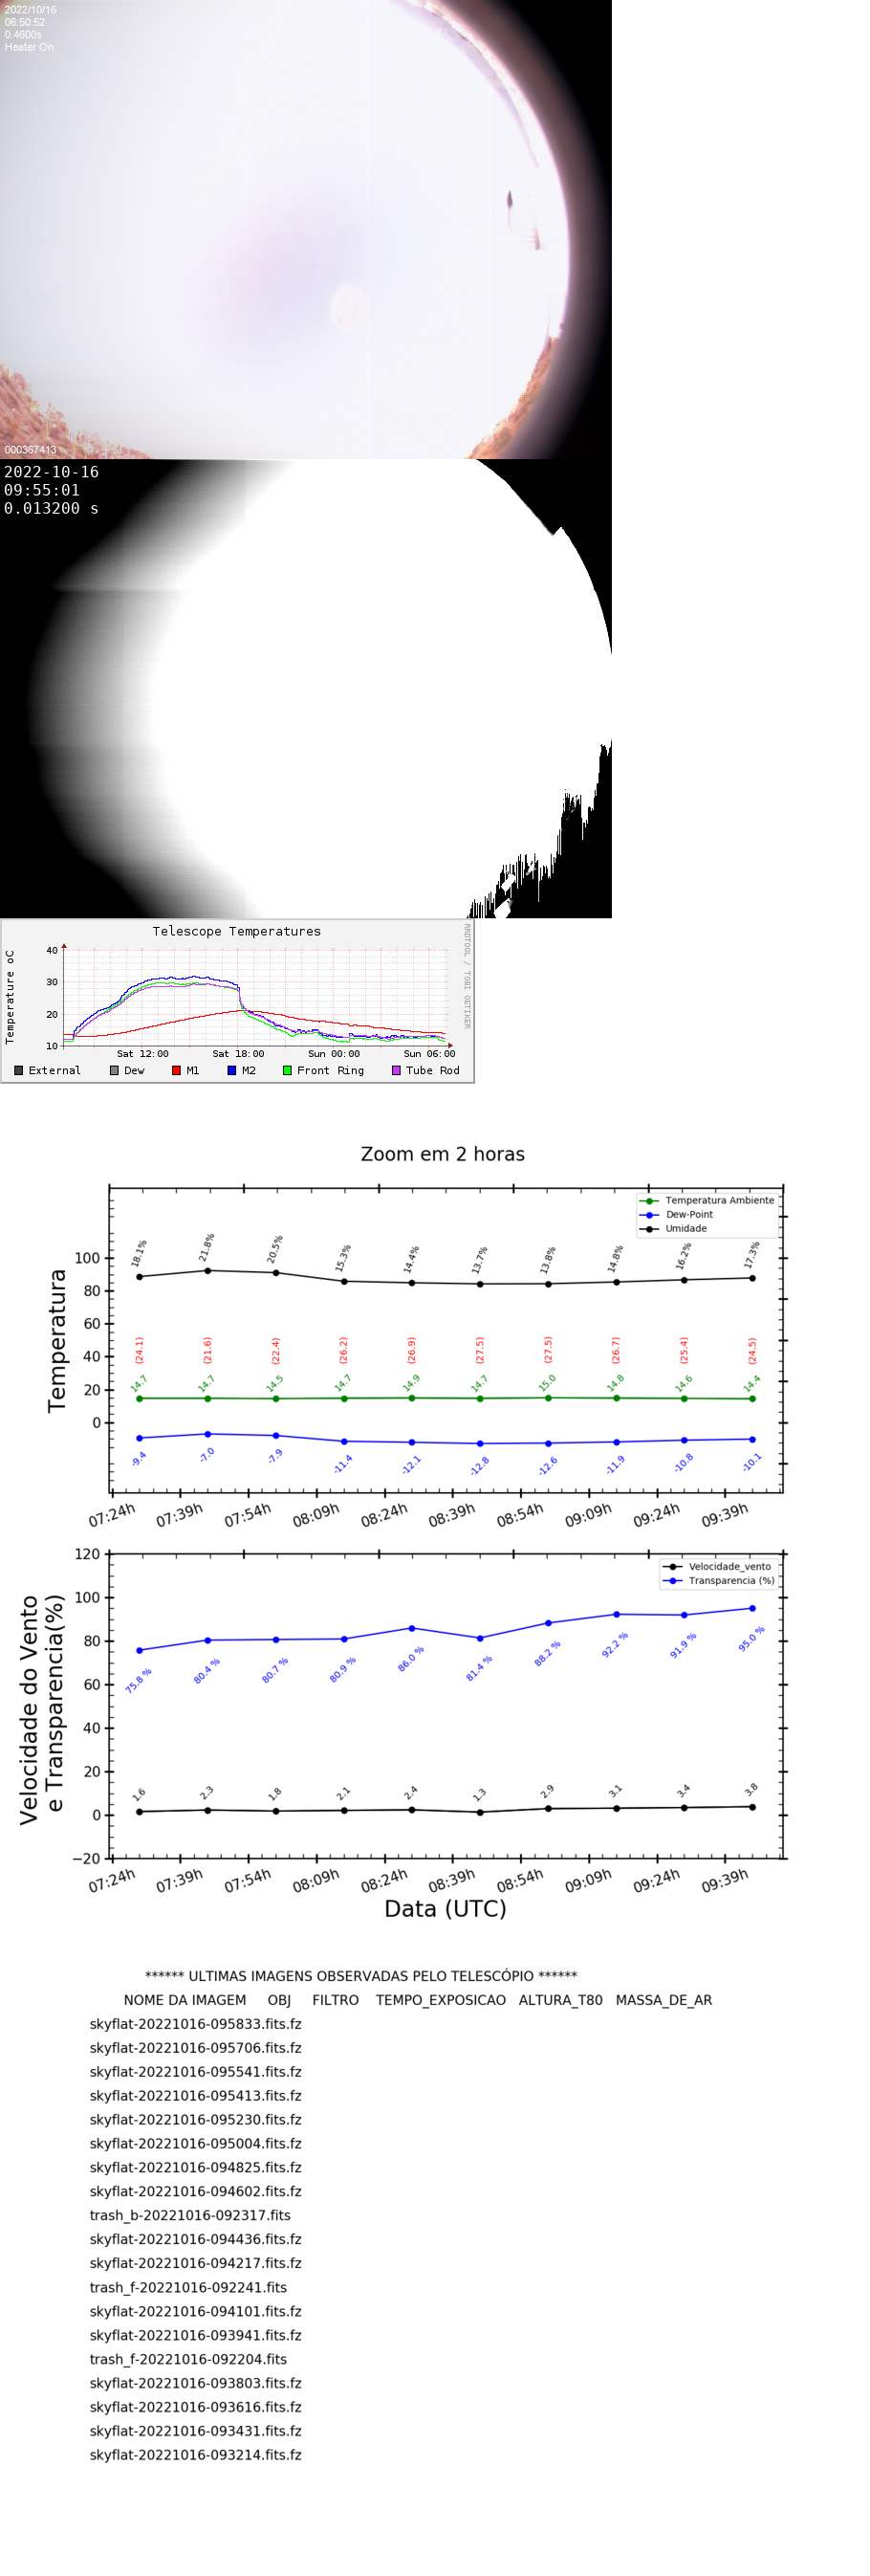 2022/10/16
06:50:52
0.4600s
Heater On
000367413
2022-10-16
09:55:01
0.013200 s
Telescope Temperatures
RRDTOOL / TOBI OETIKER
Temperature oC
40
30
20
10
Sat 12:00 Sat 18:00 Sun 00:00 Sun 06:00
External Dew M1 M2 Front Ring Tube Rod
Zoom em 2 horas
Temperatura Ambiente
Dew-Point
Umidade
Temperatura
100
80
60
40
20
0
18.1% 21.8% 20.5% 15.3% 14.4% 13.7% 13.8% 14.8% 16.2% 17.3%
(24.1) (21.6) (22.4) (26.2) (26.9) (27.5) (27.5) (26.7) (25.4) (24.5)
14.7 14.7 14.5 14.7 14.9 14.7 15.0 14.8 14.6 14.4
-9.4 -7.0 -7.9 -11.4 -12.1 -12.8 -12.6 -11.9 -10.8 -10.1
07:24h 07:39h 07:54h 08:09h 08:24h 08:39h 08:54h 09:09h 09:24h 09:39h
Velocidade_vento
Transparencia (%)
Velocidade do Vento
e Transparencia(%)
120
100
80
60
40
20
0
−20
75.8 % 80.4 % 80.7 % 80.9 % 86.0 % 81.4 % 88.2 % 92.2 % 91.9 % 95.0 %
1.6 2.3 1.8 2.1 2.4 1.3 2.9 3.1 3.4 3.8
07:24h 07:39h 07:54h 08:09h 08:24h 08:39h 08:54h 09:09h 09:24h 09:39h
Data (UTC)
****** ULTIMAS IMAGENS OBSERVADAS PELO TELESCÓPIO ******
NOME DA IMAGEM OBJ FILTRO TEMPO_EXPOSICAO ALTURA_T80 MASSA_DE_AR
skyflat-20221016-095833.fits.fz
skyflat-20221016-095706.fits.fz
skyflat-20221016-095541.fits.fz
skyflat-20221016-095413.fits.fz
skyflat-20221016-095230.fits.fz
skyflat-20221016-095004.fits.fz
skyflat-20221016-094825.fits.fz
skyflat-20221016-094602.fits.fz
trash_b-20221016-092317.fits
skyflat-20221016-094436.fits.fz
skyflat-20221016-094217.fits.fz
trash_f-20221016-092241.fits
skyflat-20221016-094101.fits.fz
skyflat-20221016-093941.fits.fz
trash_f-20221016-092204.fits
skyflat-20221016-093803.fits.fz
skyflat-20221016-093616.fits.fz
skyflat-20221016-093431.fits.fz
skyflat-20221016-093214.fits.fz